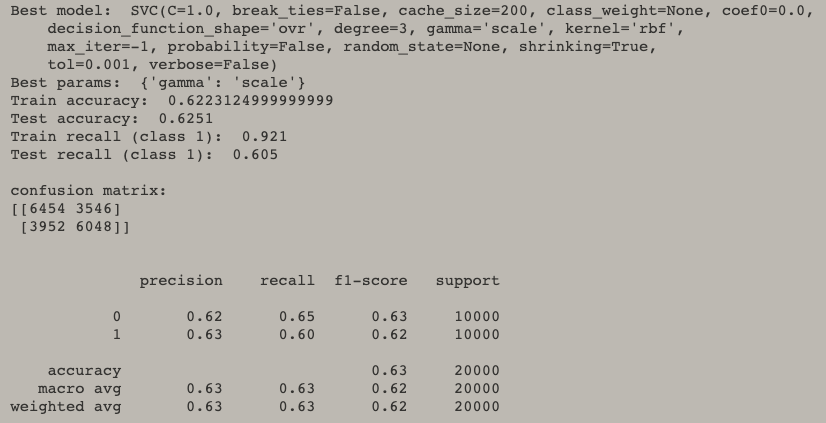 Best model:  SVC(C=1.0, break_ties=False, cache_size=200, class_weight=None, coef0=0.0,
    decision_function_shape='ovr', degree=3, gamma='scale', kernel='rbf',
    max_iter=-1, probability=False, random_state=None, shrinking=True,
    tol=0.001, verbose=False)
Best params:  {'gamma': 'scale'}
Train accuracy:  0.6223124999999999
Test accuracy:  0.6251
Train recall (class 1):  0.921
Test recall (class 1):  0.605
confusion matrix:
[[6454 3546]
 [3952 6048]]
precision    recall  f1-score   support
0       0.62      0.65      0.63     10000
1       0.63      0.60      0.62     10000
accuracy                           0.63     20000
macro avg       0.63      0.63      0.62     20000
weighted avg       0.63      0.63      0.62     20000